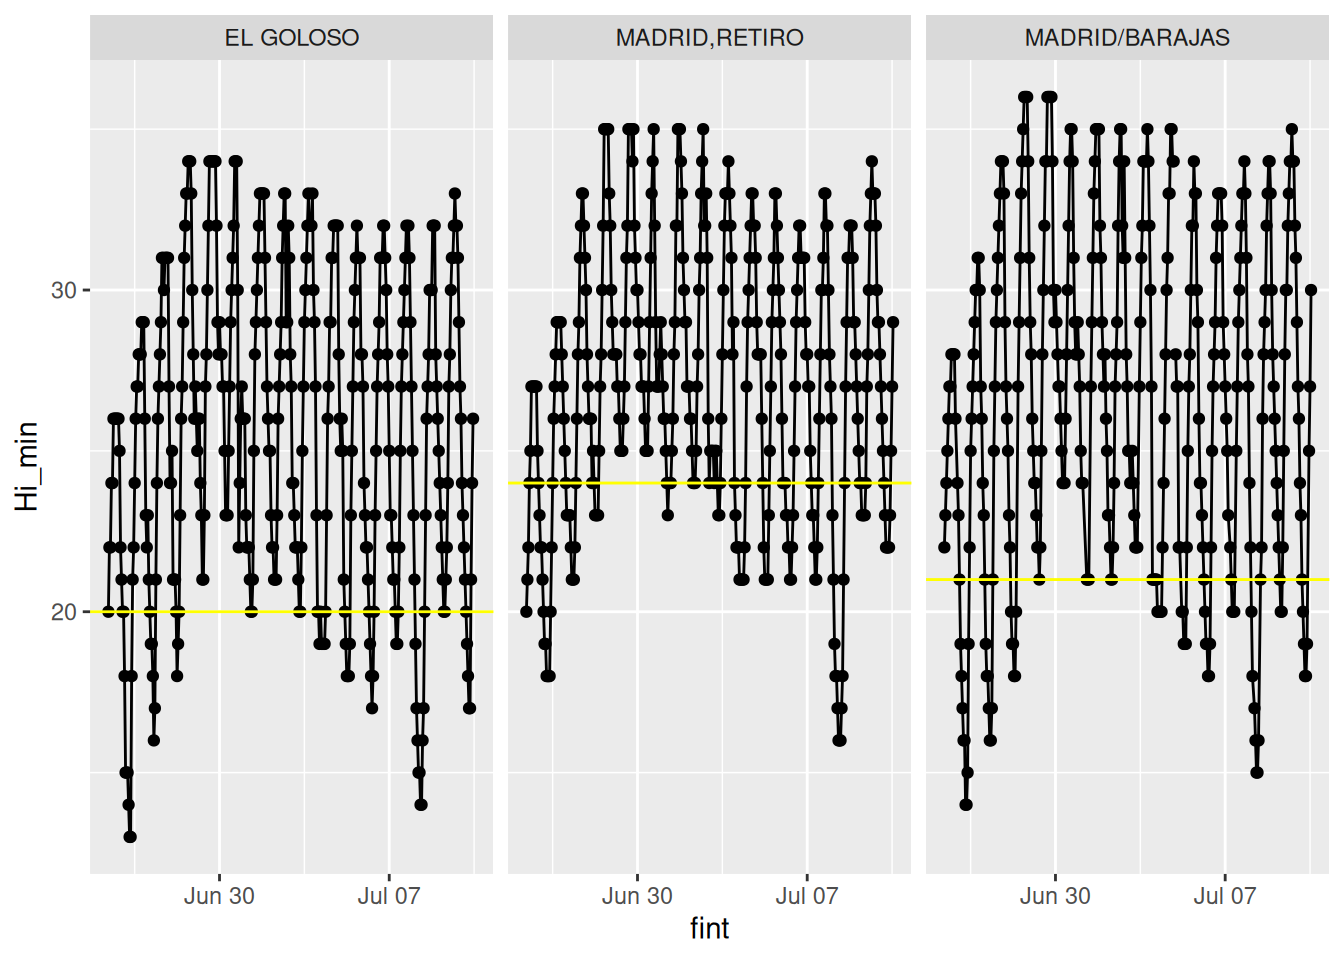 EL GOLOSO
MADRID,RETIRO
MADRID/BARAJAS
Hi_min
30
20
Jun 30
Jul 07
Jun 30
Jul 07
Jun 30
Jul 07
fint